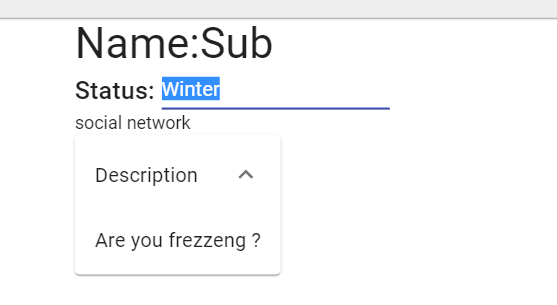 Name:Sub
Status: Winter
social network
Description
Are you frezzeng ?